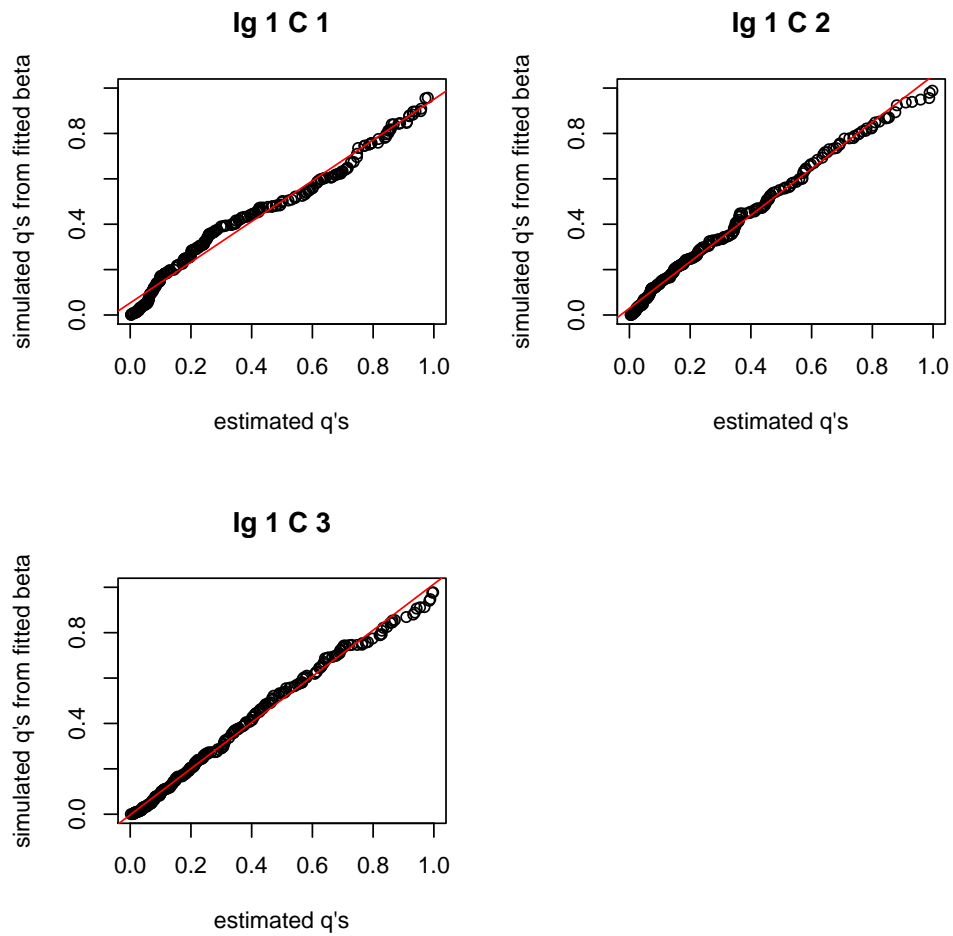 Ig 1 C 1
simulated q's from fitted beta
0.0 0.4 0.8
0.0 0.2 0.4 0.6 0.8 1.0
estimated q's
Ig 1 C 2
simulated q's from fitted beta
0.0 0.4 0.8
0.0 0.2 0.4 0.6 0.8 1.0
estimated q's
Ig 1 C 3
simulated q's from fitted beta
0.0 0.4 0.8
0.0 0.2 0.4 0.6 0.8 1.0
estimated q's